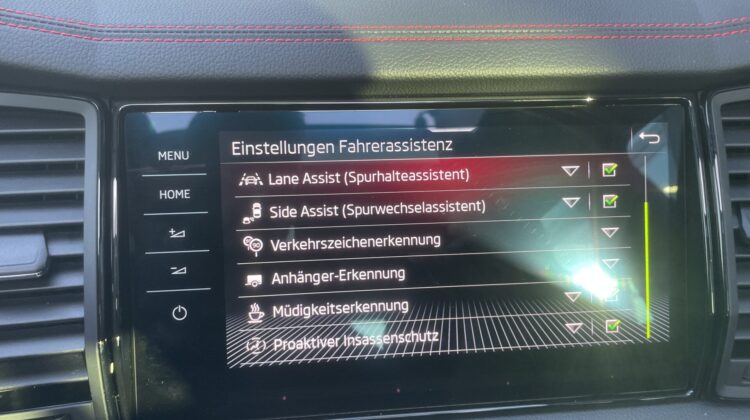 MENU
HOME
Einstellungen Fahrerassistenz
Lane Assist (Spurhalteassistent)
Side Assist (Spurwechselassistent)
Verkehrszeichenerkennung
Anhänger-Erkennung
Müdigkeitserkennung
Proaktiver Insassenschutz